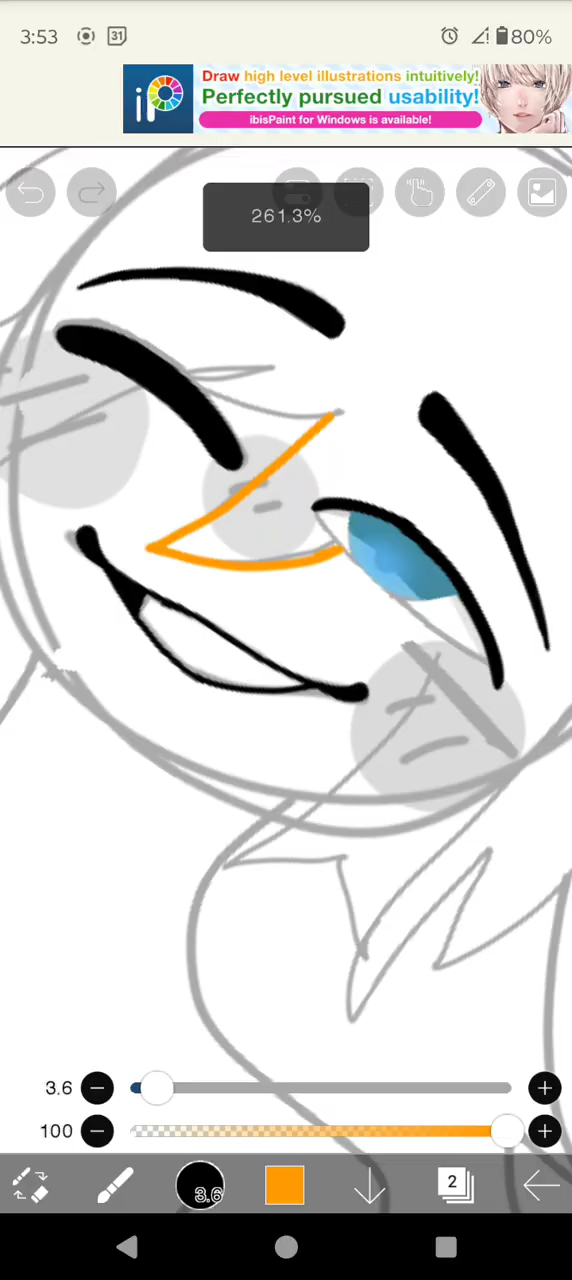 3:53
31
80%
Draw high level illustrations intuitively!
iP
Perfectly pursued usability!
ibisPaint for Windows is available!
261.3%
3.6
100
3.6
2